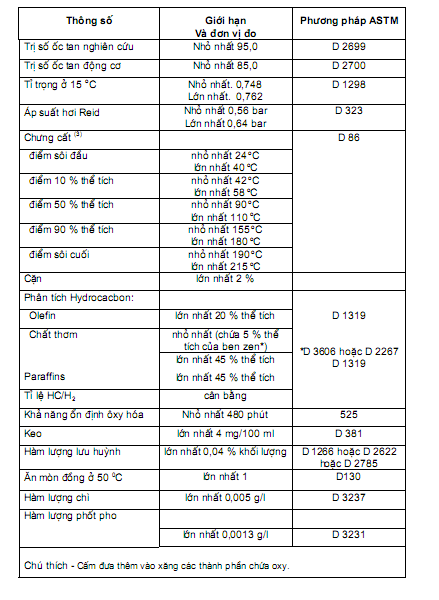 Thông số Giới hạn Phương pháp ASTM
Và đơn vị đo
Trị số ốc tan nghiên cứu Nhỏ nhất 95,0 D 2699
Trị số ốc tan động cơ Nhỏ nhất 85,0 D 2700
Tỉ trọng ở 15 °C Nhỏ nhất. 0,748 D 1298
Lớn nhất. 0,762
Áp suất hơi Reid Nhỏ nhất 0,56 bar D 323
Lớn nhất 0,64 bar
Chưng cất (3) D 86
điểm sôi đầu nhỏ nhất 24°C
lớn nhất 40°C
điểm 10 % thể tích nhỏ nhất 42°C
lớn nhất 58°C
điểm 50 % thể tích nhỏ nhất 90°C
lớn nhất 110 °C
điểm 90 % thể tích nhỏ nhất 155°C
lớn nhất 180°C
điểm sôi cuối nhỏ nhất 190°C
lớn nhất 215°C
Cặn lớn nhất 2 %
Phân tích Hydrocacbon:
Olefin lớn nhất 20 % thể tích D 1319
Chất thơm nhỏ nhất (chứa 5 % thể
tích của ben zen*) *D 3606 hoặc D 2267
lớn nhất 45 % thể tích D 1319
Paraffins lớn nhất 45 % thể tích
Tỉ lệ HC/H₂ cân bằng
Khả năng ổn định ôxy hóa Nhỏ nhất 480 phút 525
Keo lớn nhất 4 mg/100 ml D 381
Hàm lượng lưu huỳnh lớn nhất 0,04 % khối lượng D 1266 hoặc D 2622
hoặc D 2785
Ăn mòn đồng ở 50 °C lớn nhất 1 D130
Hàm lượng chì lớn nhất 0,005 g/l D 3237
Hàm lượng phốt pho
lớn nhất 0,0013 g/l D 3231
Chú thích - Cấm đưa thêm vào xăng các thành phần chứa oxy.